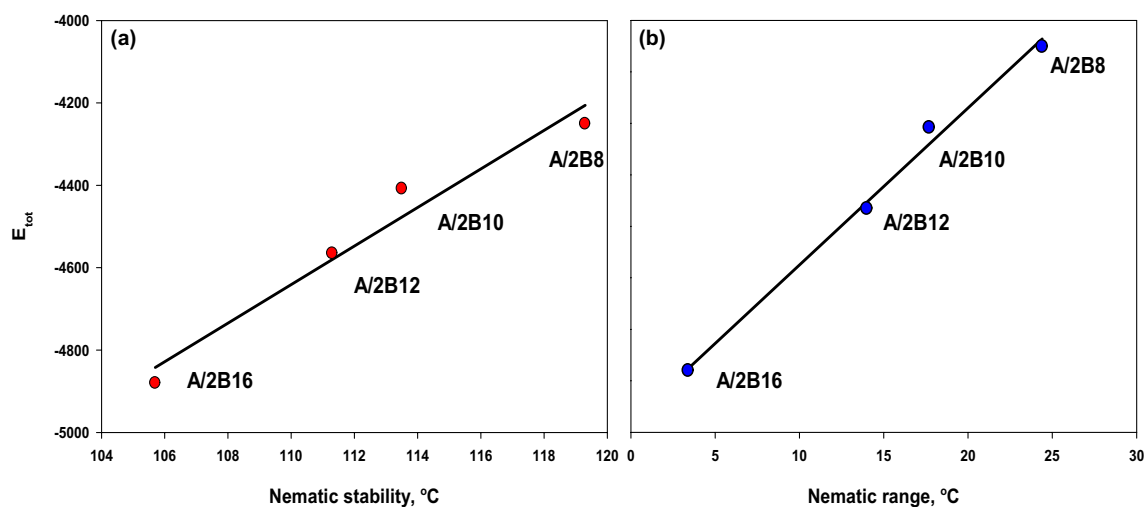 (a)
(b)
-4000
-4200
-4400
-4600
-4800
-5000
E_tot
A/2B8
A/2B10
A/2B12
A/2B16
104 106 108 110 112 114 116 118 120
Nematic stability, ºC
A/2B8
A/2B10
A/2B12
A/2B16
0 5 10 15 20 25 30
Nematic range, ºC